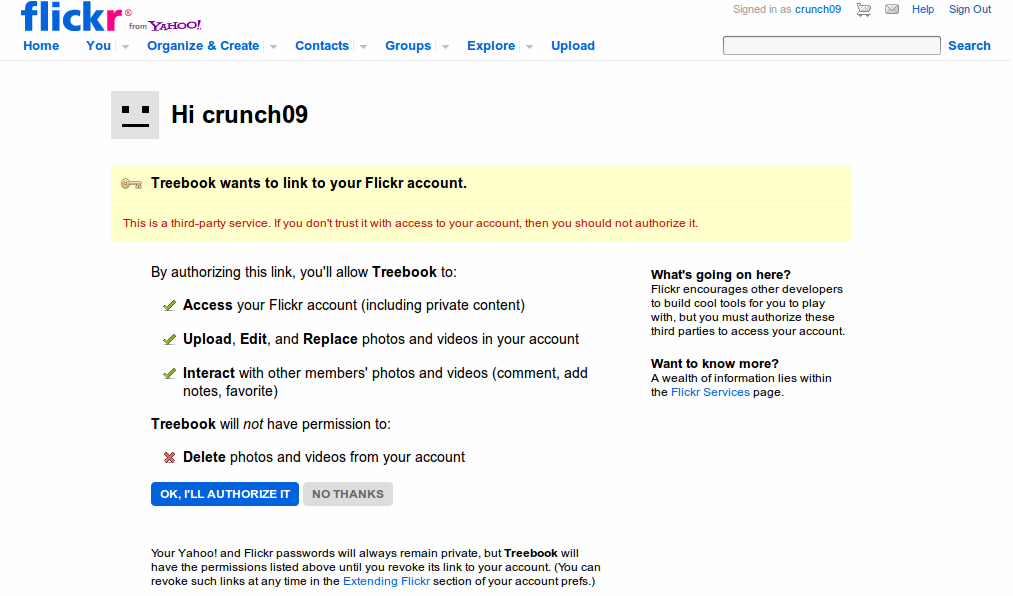 flickr® from YAHOO!
Signed in as crunch09 Help Sign Out
Home You Organize & Create Contacts Groups Explore Upload Search
Hi crunch09
Treebook wants to link to your Flickr account.
This is a third-party service. If you don't trust it with access to your account, then you should not authorize it.
By authorizing this link, you'll allow Treebook to:
Access your Flickr account (including private content)
Upload, Edit, and Replace photos and videos in your account
Interact with other members' photos and videos (comment, add
notes, favorite)
Treebook will not have permission to:
Delete photos and videos from your account
OK, I'LL AUTHORIZE IT NO THANKS
Your Yahoo! and Flickr passwords will always remain private, but Treebook will
have the permissions listed above until you revoke its link to your account. (You can
revoke such links at any time in the Extending Flickr section of your account prefs.)
What's going on here?
Flickr encourages other developers
to build cool tools for you to play
with, but you must authorize these
third parties to access your account.
Want to know more?
A wealth of information lies within
the Flickr Services page.